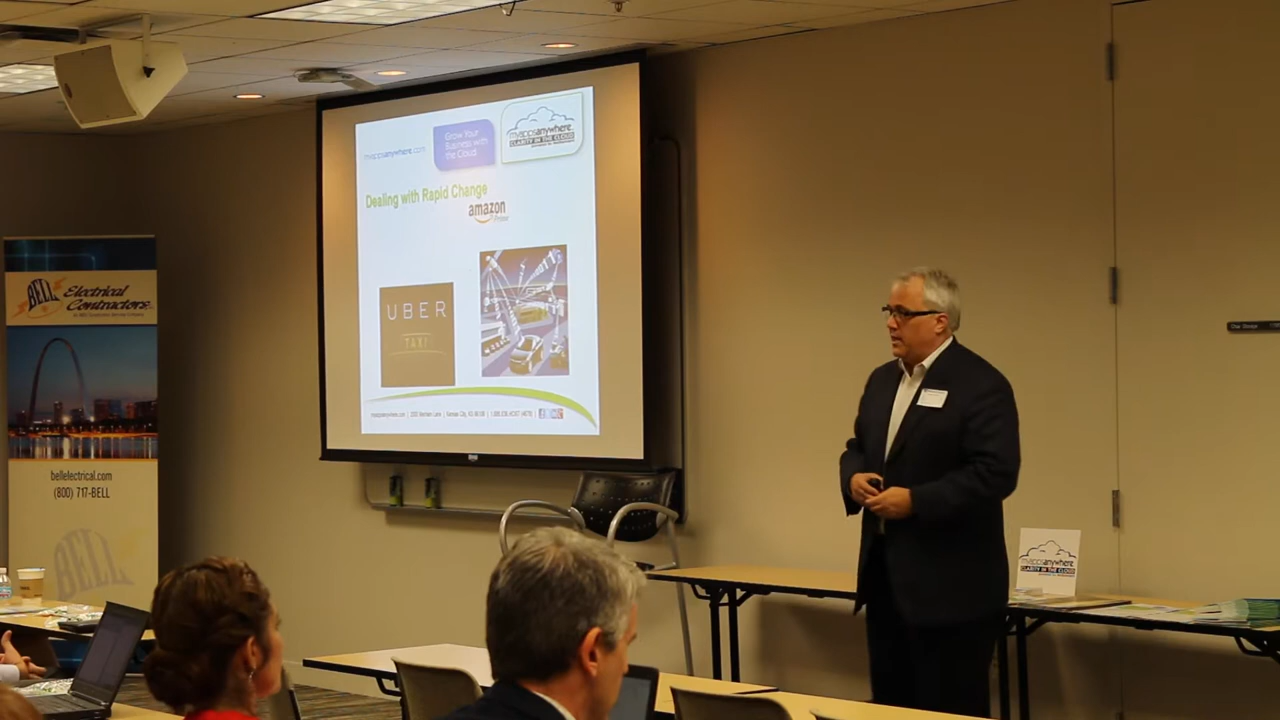 myappsanywhere.com
Grow Your
Business with
the Cloud
myappsanywhere
CLARITY IN THE CLOUD
Dealing with Rapid Change
amazon
Prime
UBER
TAXI
BELL Electrical
Contractors
bellelectrical.com
(800) 717-BELL
BELL
myappsanywhere
CLARITY IN THE CLOUD